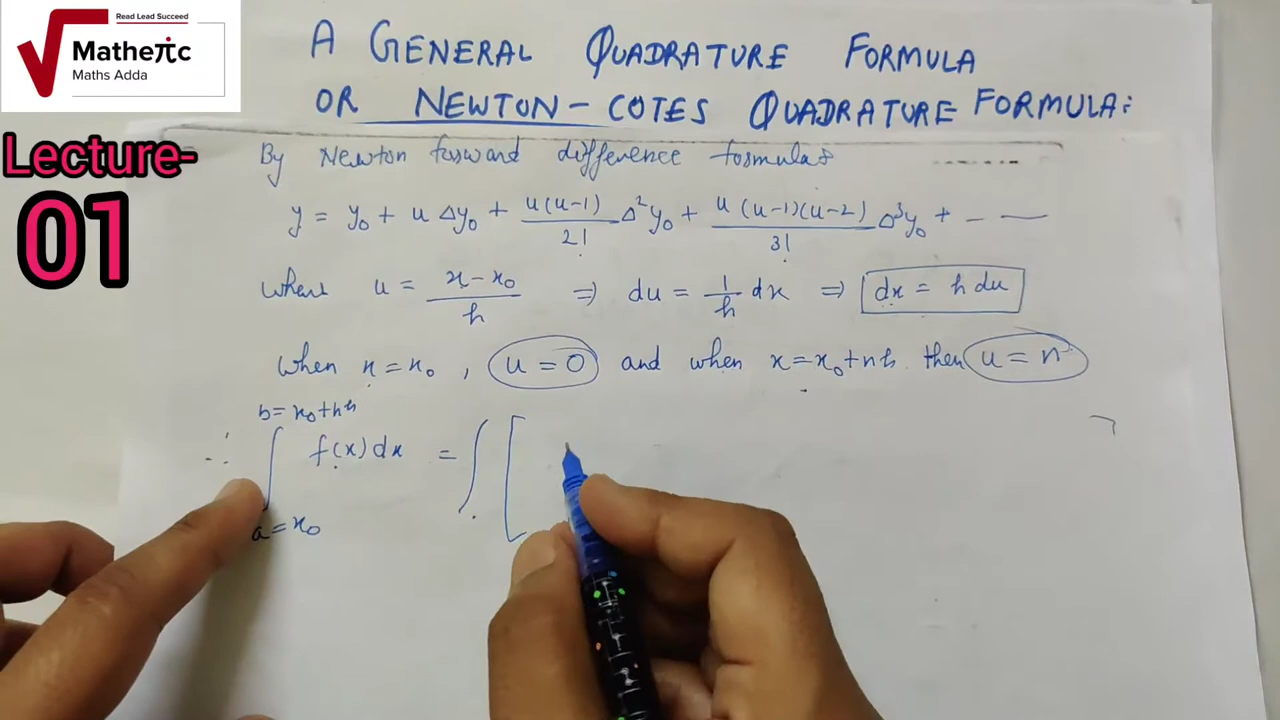 Read Lead Succeed
Matheπc
Maths Adda
Lecture-
01
A GENERAL QUADRATURE FORMULA
OR NEWTON-COTES QUADRATURE FORMULA:
By Newton forward difference formulas
y = y₀ + u Δy₀ + u(u-1)/2! Δ²y₀ + u(u-1)(u-2)/3! Δ³y₀ + - —
where u = x-x₀/h ⇒ du = 1/h dx ⇒ dx = h du
when x = x₀, u = 0 and when x = x₀+nh then u = n
b = x₀+nh
∴ ∫ f(x) dx = ∫ [
a = x₀